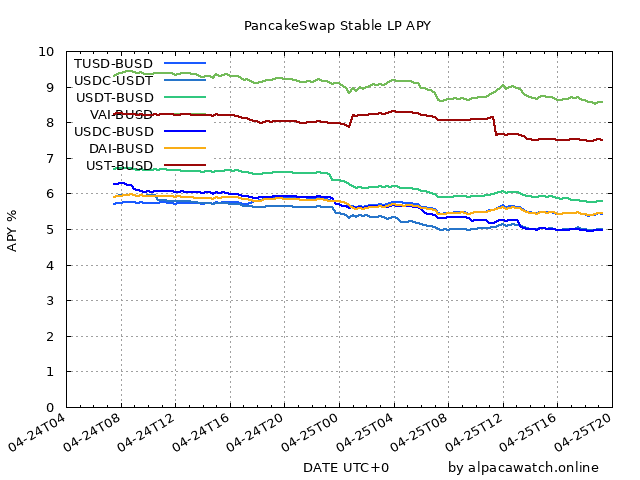 PancakeSwap Stable LP APY
10
9
8
7
6
5
4
3
2
1
0
APY %
TUSD-BUSD
USDC-USDT
USDT-BUSD
VAI-BUSD
USDC-BUSD
DAI-BUSD
UST-BUSD
04-24T04
04-24T08
04-24T12
04-24T16
04-24T20
04-25T00
04-25T04
04-25T08
04-25T12
04-25T16
04-25T20
DATE UTC+0
by alpacawatch.online